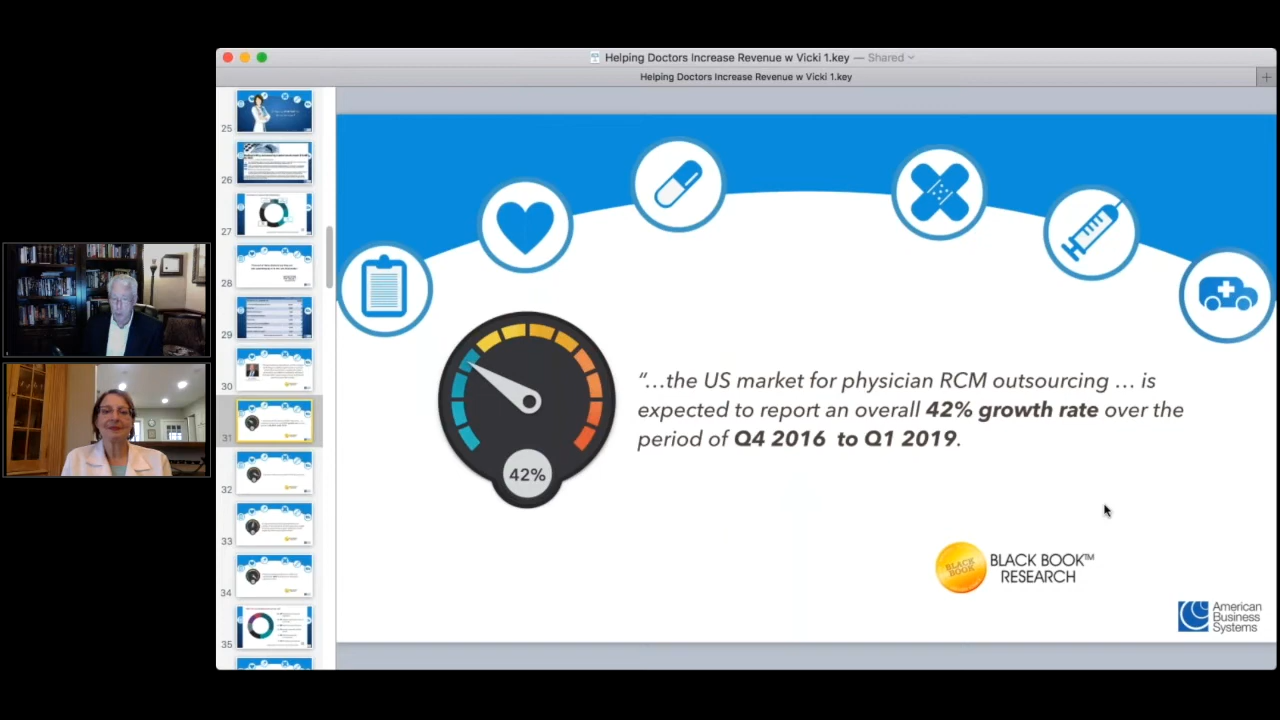 Helping Doctors Increase Revenue w Vicki 1.key — Shared
Helping Doctors Increase Revenue w Vicki 1.key
25
26
27
28
29
30
31
32
33
34
35
“…the US market for physician RCM outsourcing … is
expected to report an overall 42% growth rate over the
period of Q4 2016 to Q1 2019.
42%
BLACK BOOK
BLACK BOOK™
RESEARCH
American
Business
Systems